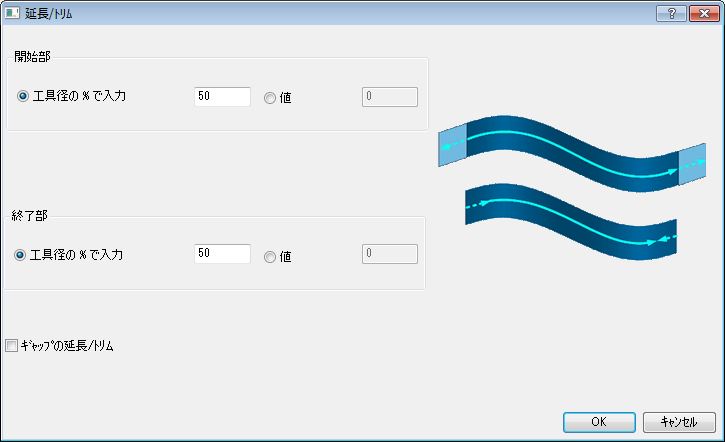 延長/ﾄﾘﾑ
開始部
工具径の % で入力 50 値 0
終了部
工具径の % で入力 50 値 0
ｷﾞｬｯﾌﾟの延長/ﾄﾘﾑ
OK ｷｬﾝｾﾙ